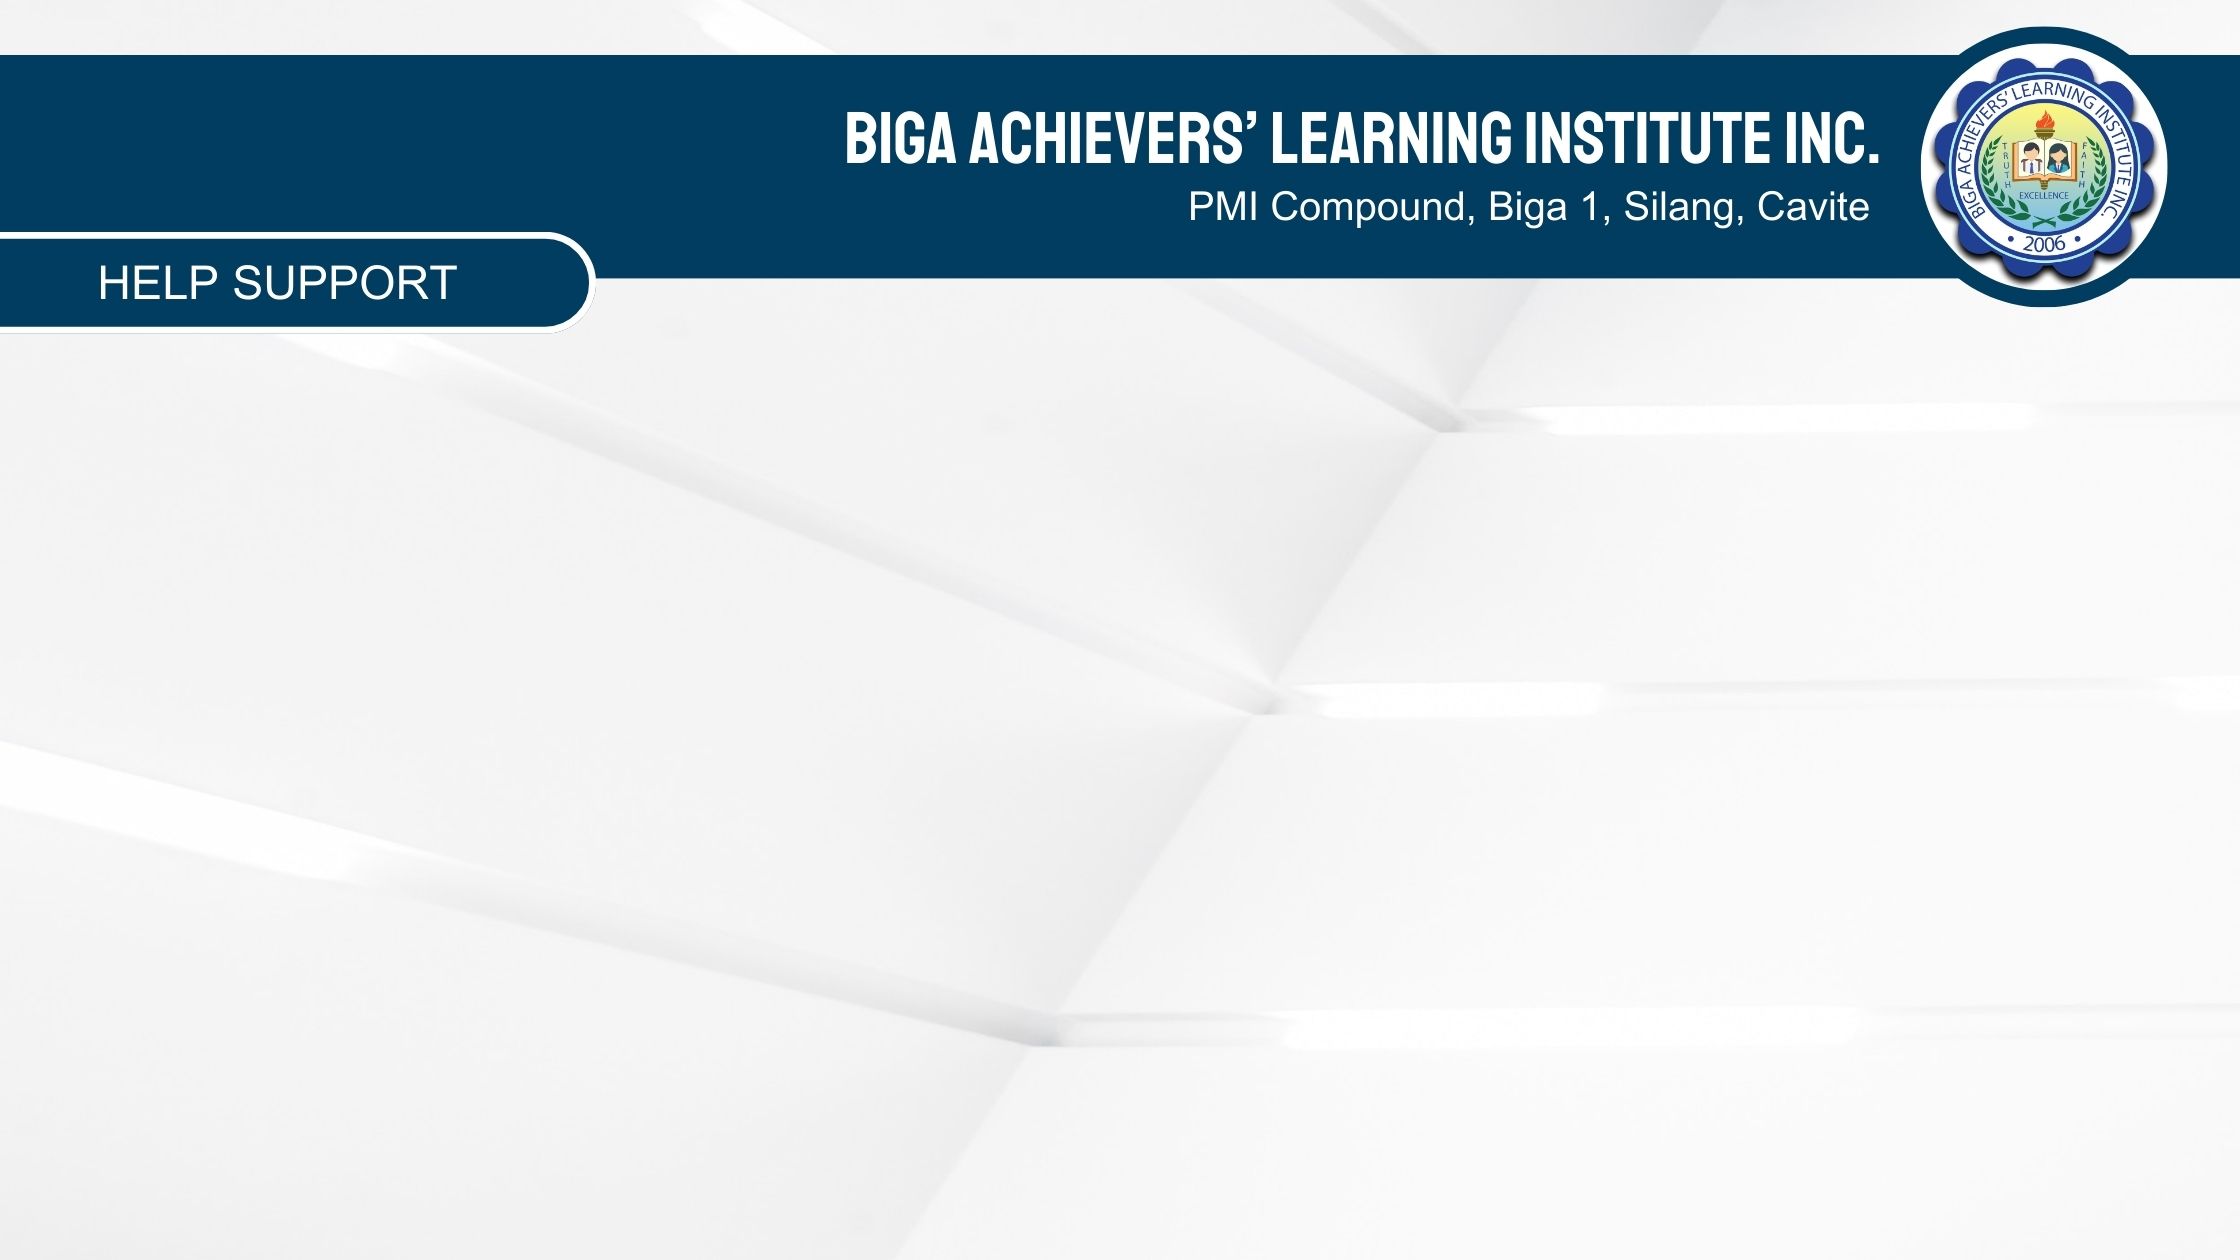 BIGA ACHIEVERS’ LEARNING INSTITUTE INC.
PMI Compound, Biga 1, Silang, Cavite
HELP SUPPORT
BIGA ACHIEVERS' LEARNING INSTITUTE INC.
TRUTH
FAITH
EXCELLENCE
• 2006 •